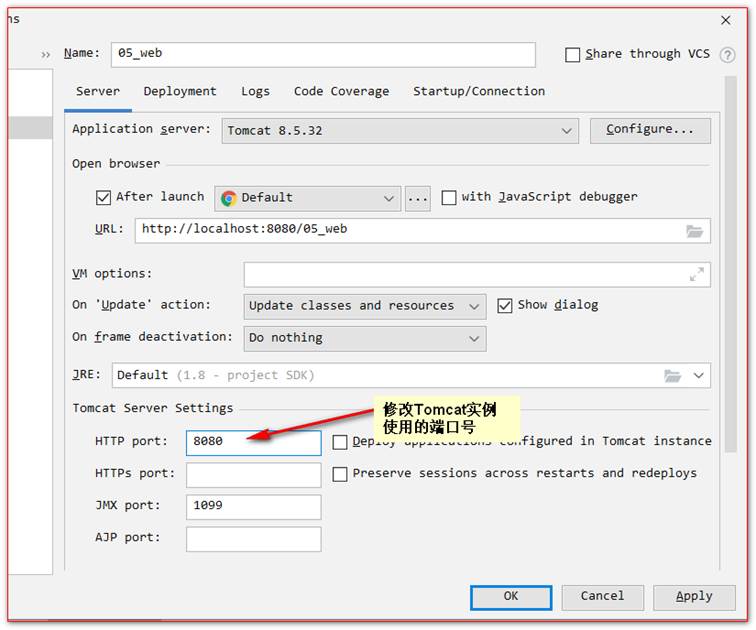 ns
Name: 05_web Share through VCS ?
Server Deployment Logs Code Coverage Startup/Connection
Application server: Tomcat 8.5.32 Configure...
Open browser
After launch Default ... with JavaScript debugger
URL: http://localhost:8080/05_web
VM options:
On 'Update' action: Update classes and resources Show dialog
On frame deactivation: Do nothing
JRE: Default (1.8 - project SDK)
Tomcat Server Settings
修改Tomcat实例
使用的端口号
HTTP port: 8080 Deploy applications configured in Tomcat instance
HTTPs port: Preserve sessions across restarts and redeploys
JMX port: 1099
AJP port:
OK Cancel Apply